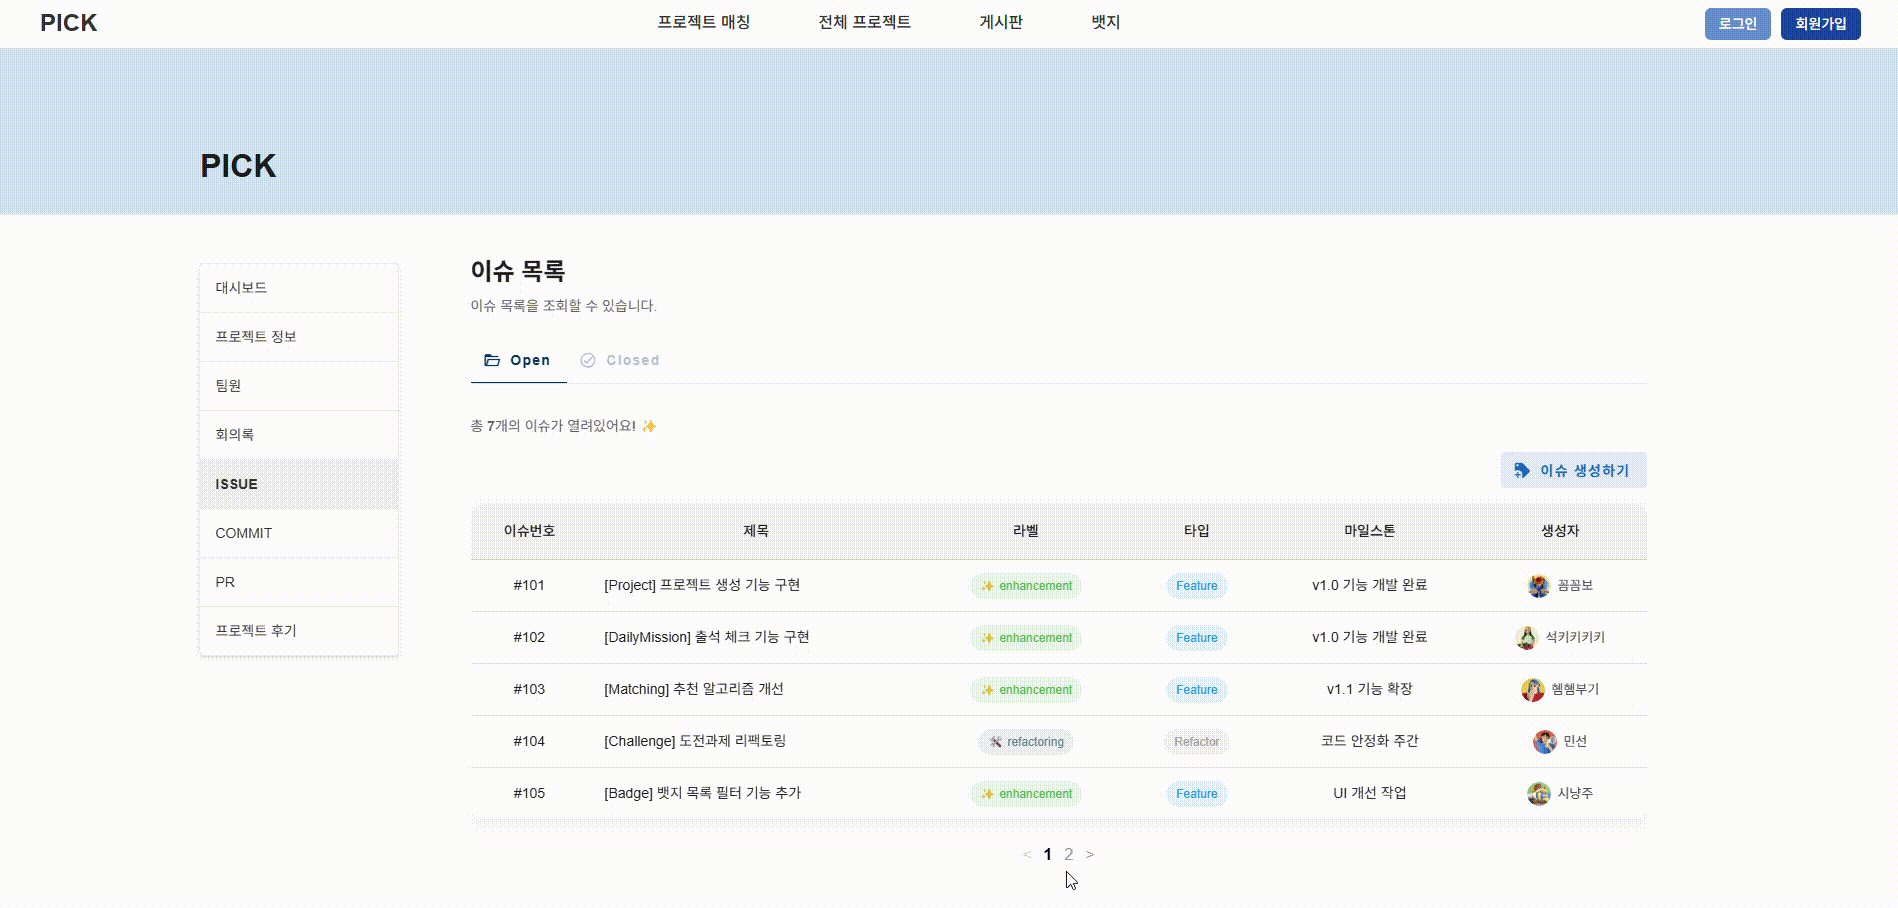 PICK 프로젝트 매칭 전체 프로젝트 게시판 뱃지 로그인 회원가입
PICK
대시보드
프로젝트 정보
팀원
회의록
ISSUE
COMMIT
PR
프로젝트 후기
이슈 목록
이슈 목록을 조회할 수 있습니다.
Open Closed
총 7개의 이슈가 열려있어요! ✨
이슈 생성하기
이슈번호 제목 라벨 타입 마일스톤 생성자
#101 [Project] 프로젝트 생성 기능 구현 ✨ enhancement Feature v1.0 기능 개발 완료 꼼꼼보
#102 [DailyMission] 출석 체크 기능 구현 ✨ enhancement Feature v1.0 기능 개발 완료 석키키키키
#103 [Matching] 추천 알고리즘 개선 ✨ enhancement Feature v1.1 기능 확장 헴헴부기
#104 [Challenge] 도전과제 리팩토링 🛠 refactoring Refactor 코드 안정화 주간 민선
#105 [Badge] 뱃지 목록 필터 기능 추가 ✨ enhancement Feature UI 개선 작업 시냥주
< 1 2 >